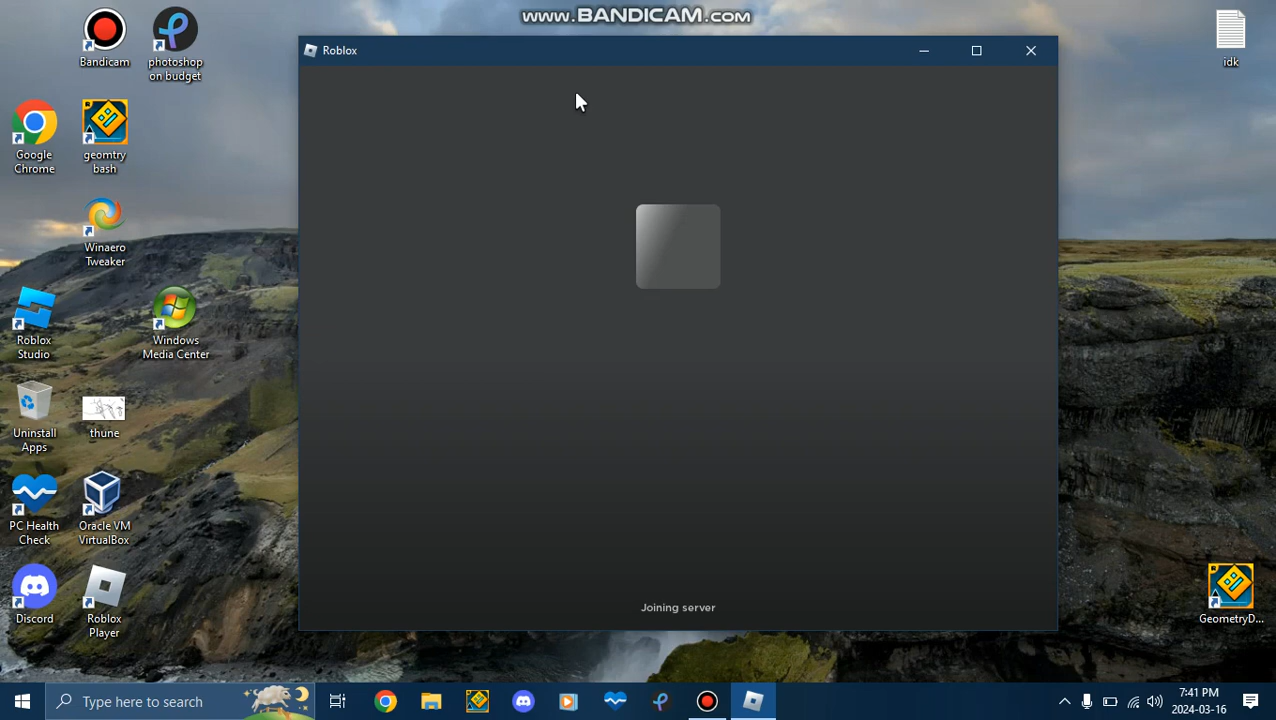 www.BANDICAM.com
Roblox
Bandicam
photoshop
on budget
idk
Google
Chrome
geomtry
bash
Winaero
Tweaker
Roblox
Studio
Windows
Media Center
Uninstall
Apps
thune
PC Health
Check
Oracle VM
VirtualBox
Discord
Roblox
Player
GeometryD...
Joining server
Type here to search
7:41 PM
2024-03-16